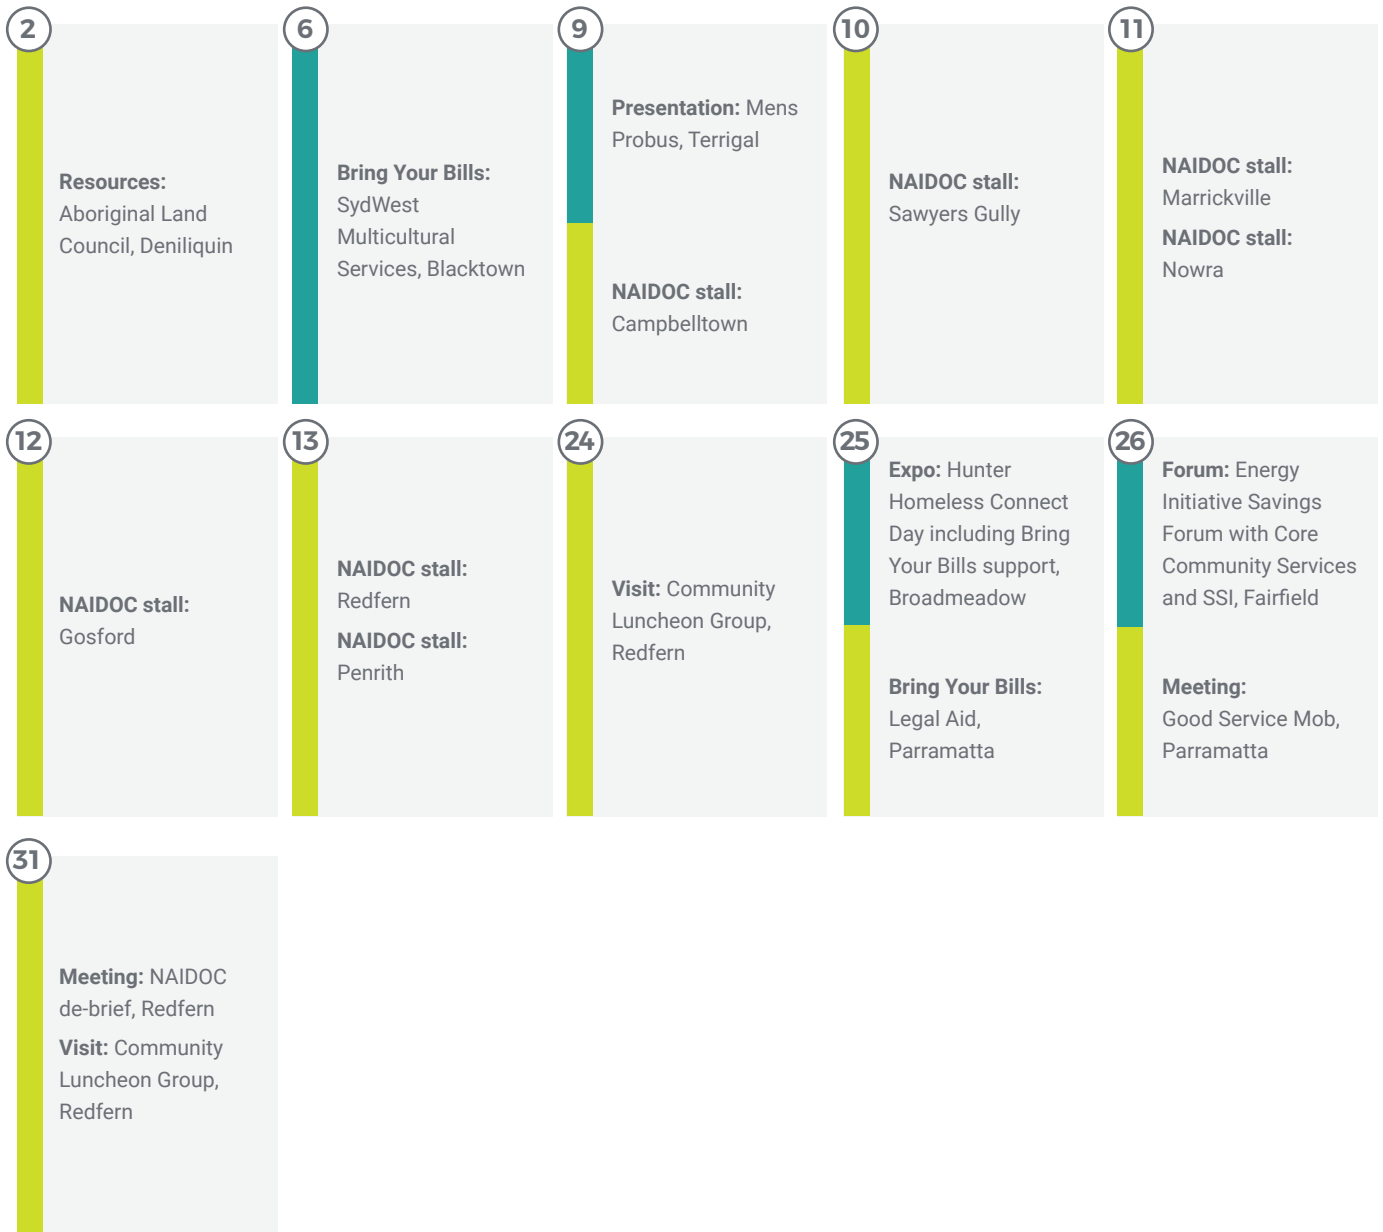 2
Resources:
Aboriginal Land
Council, Deniliquin
6
Bring Your Bills:
SydWest
Multicultural
Services, Blacktown
9
Presentation: Mens
Probus, Terrigal
NAIDOC stall:
Campbelltown
10
NAIDOC stall:
Sawyers Gully
11
NAIDOC stall:
Marrickville
NAIDOC stall:
Nowra
12
NAIDOC stall:
Gosford
13
NAIDOC stall:
Redfern
NAIDOC stall:
Penrith
24
Visit: Community
Luncheon Group,
Redfern
25
Expo: Hunter
Homeless Connect
Day including Bring
Your Bills support,
Broadmeadow
Bring Your Bills:
Legal Aid,
Parramatta
26
Forum: Energy
Initiative Savings
Forum with Core
Community Services
and SSI, Fairfield
Meeting:
Good Service Mob,
Parramatta
31
Meeting: NAIDOC
de-brief, Redfern
Visit: Community
Luncheon Group,
Redfern